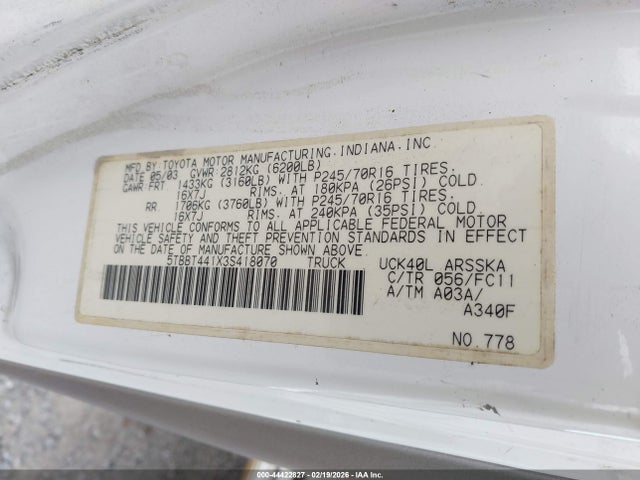 MFD. BY: TOYOTA MOTOR MANUFACTURING. INDIANA, INC
DATE 05/03 GVWR: 2812KG (6200LB)
GAWR FRT 1433KG (3160LB) WITH P245/70R16 TIRES.
16X7J RIMS. AT 180KPA (26PSI) COLD
RR 1706KG (3760LB) WITH P245/70R16 TIRES.
16X7J RIMS. AT 240KPA (35PSI) COLD.
THIS VEHICLE CONFORMS TO ALL APPLICABLE FEDERAL MOTOR
VEHICLE SAFETY AND THEFT PREVENTION STANDARDS IN EFFECT
ON THE DATE OF MANUFACTURE SHOWN ABOVE.
5TBBT441X3S418070 TRUCK UCK40L ARSSKA
C/TR 056/FC11
A/TM A03A/
A340F
NO. 778
000-44422827 - 02/19/2026 - IAA Inc.